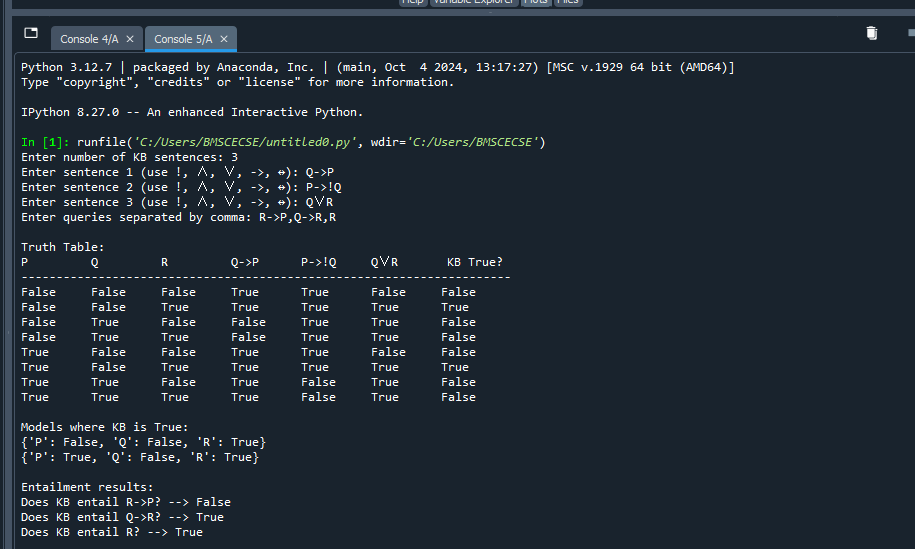 Help Variable Explorer Plots Files
Console 4/A × Console 5/A ×
Python 3.12.7 | packaged by Anaconda, Inc. | (main, Oct  4 2024, 13:17:27) [MSC v.1929 64 bit (AMD64)]
Type "copyright", "credits" or "license" for more information.
IPython 8.27.0 -- An enhanced Interactive Python.
In [1]: runfile('C:/Users/BMSCECSE/untitled0.py', wdir='C:/Users/BMSCECSE')
Enter number of KB sentences: 3
Enter sentence 1 (use !, ∧, ∨, ->, ↔): Q->P
Enter sentence 2 (use !, ∧, ∨, ->, ↔): P->!Q
Enter sentence 3 (use !, ∧, ∨, ->, ↔): Q∨R
Enter queries separated by comma: R->P,Q->R,R
Truth Table:
P Q R Q->P P->!Q Q∨R KB True?
----------------------------------------------------------------------
False False False True True False False
False False True True True True True
False True False False True True False
False True True False True True False
True False False True True False False
True False True True True True True
True True False True False True False
True True True True False True False
Models where KB is True:
{'P': False, 'Q': False, 'R': True}
{'P': True, 'Q': False, 'R': True}
Entailment results:
Does KB entail R->P? --> False
Does KB entail Q->R? --> True
Does KB entail R? --> True